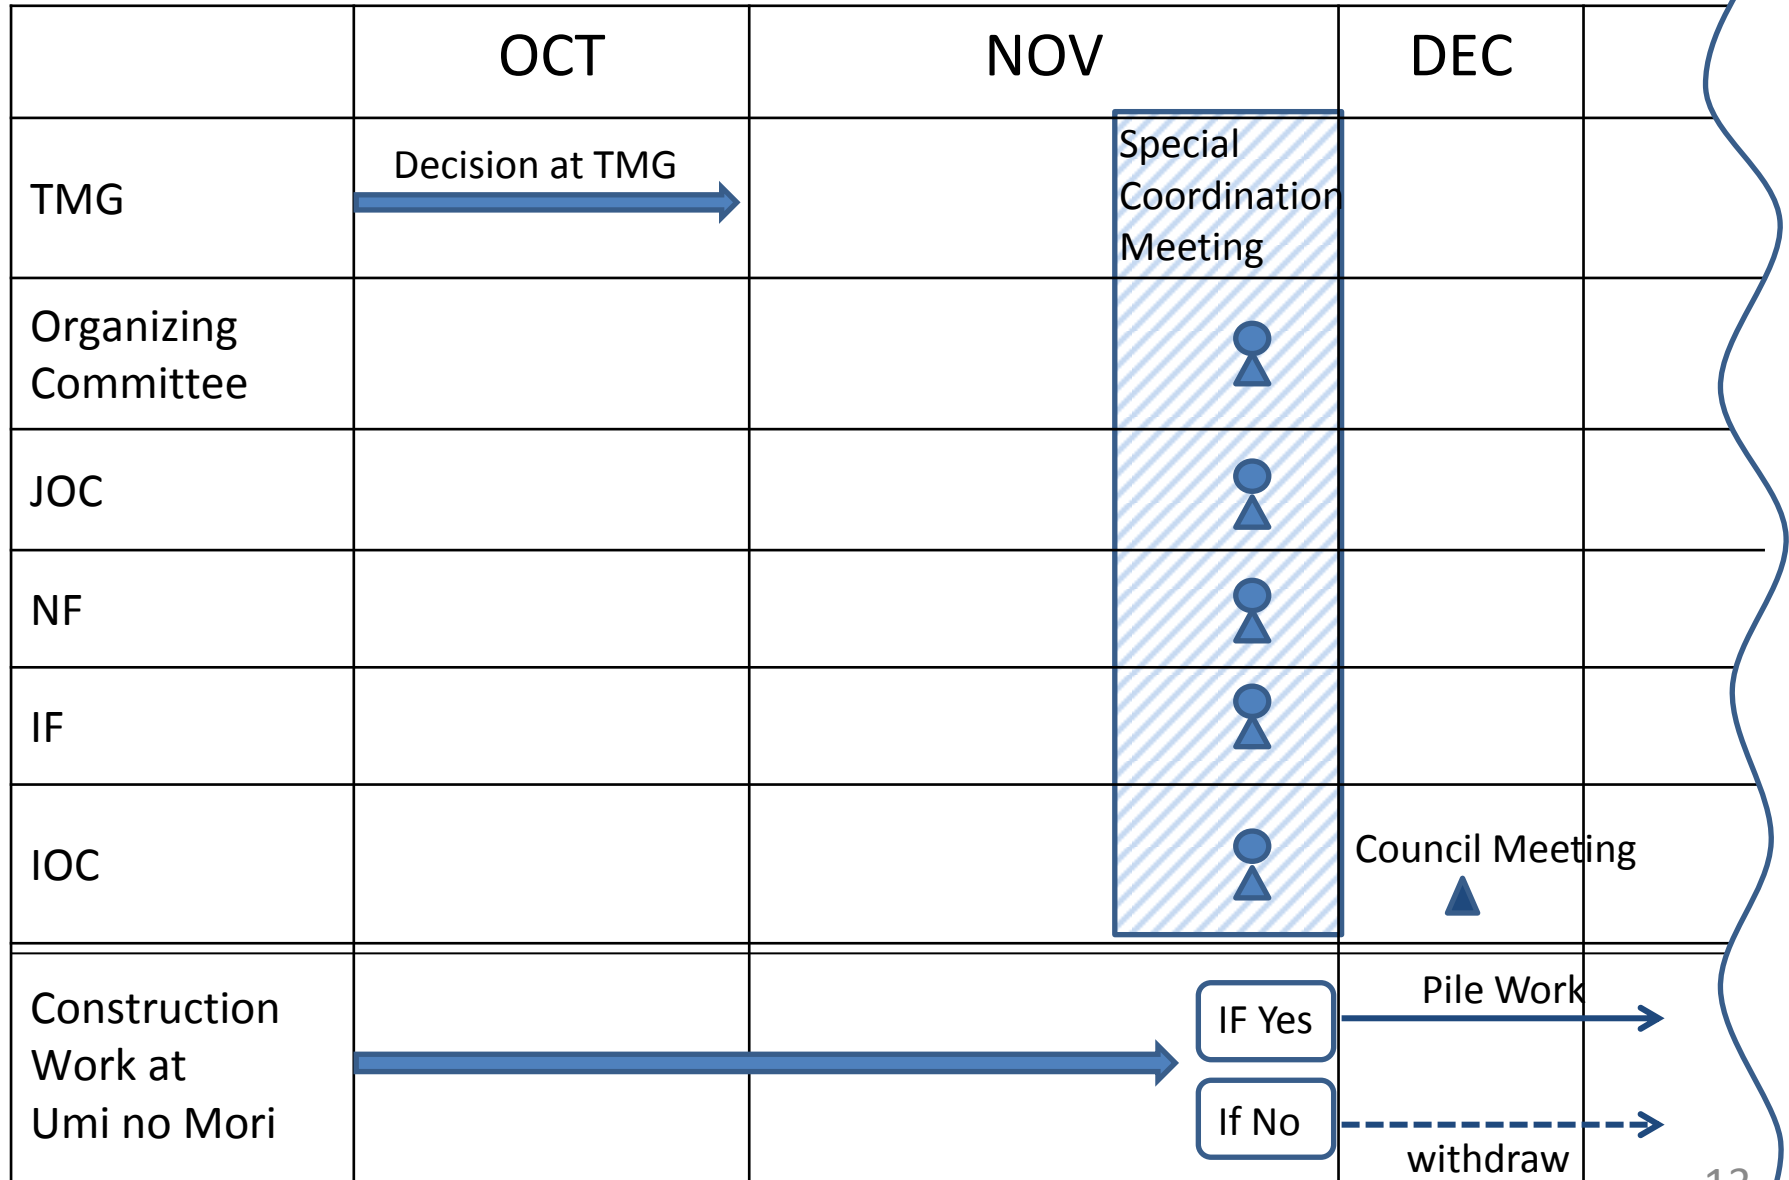 OCT
NOV
DEC
TMG
Decision at TMG
Special
Coordination
Meeting
Organizing
Committee
JOC
NF
IF
IOC
Council Meeting
Construction
Work at
Umi no Mori
IF Yes
Pile Work
If No
withdraw